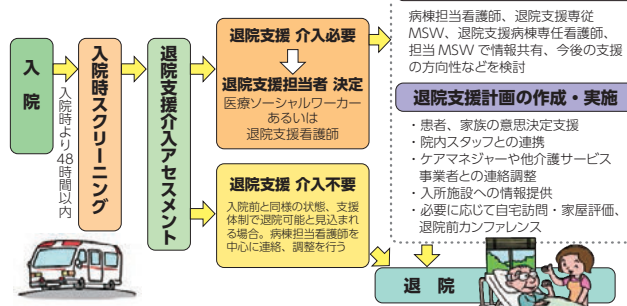 入院
入院時スクリーニング
入院時より48時間以内
退院支援介入アセスメント
退院支援 介入必要
退院支援担当者 決定
医療ソーシャルワーカー
あるいは
退院支援看護師
退院支援 介入不要
入院前と同様の状態、支援
体制で退院可能と見込まれ
る場合。病棟担当看護師を
中心に連絡、調整を行う
病棟担当看護師、退院支援専従
MSW、退院支援病棟専任看護師、
担当 MSW で情報共有、今後の支援
の方向性などを検討
退院支援計画の作成・実施
・患者、家族の意思決定支援
・院内スタッフとの連携
・ケアマネジャーや他介護サービス
事業者との連絡調整
・入所施設への情報提供
・必要に応じて自宅訪問・家屋評価、
退院前カンファレンス
退 院